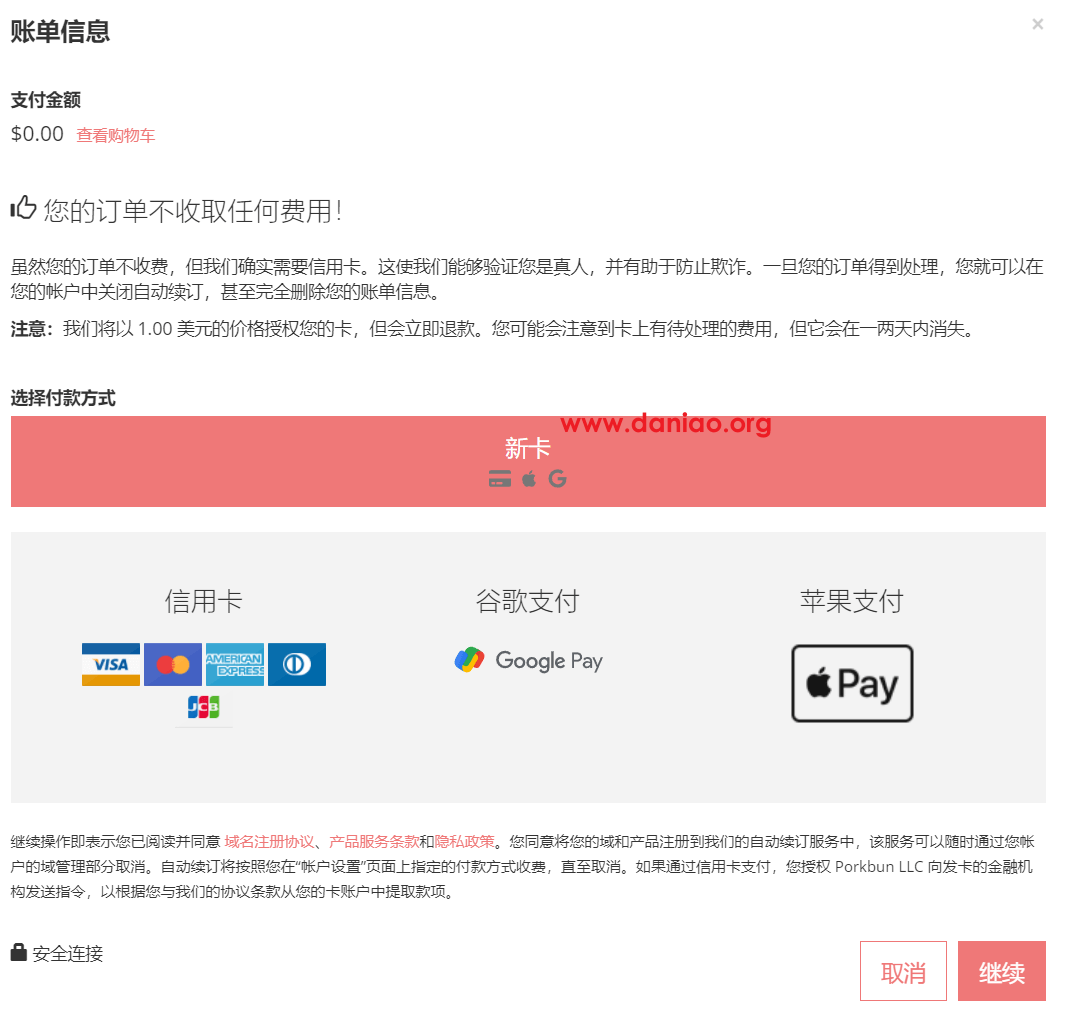 账单信息
×
支付金额
$0.00 查看购物车
您的订单不收取任何费用!
虽然您的订单不收费，但我们确实需要信用卡。这使我们能够验证您是真人，并有助于防止欺诈。一旦您的订单得到处理，您就可以在
您的帐户中关闭自动续订，甚至完全删除您的账单信息。
注意：我们将以 1.00 美元的价格授权您的卡，但会立即退款。您可能会注意到卡上有待处理的费用，但它会在一两天内消失。
选择付款方式
www.daniao.org
新卡
信用卡
谷歌支付
苹果支付
VISA
AMERICAN EXPRESS
JCB
Google Pay
Pay
继续操作即表示您已阅读并同意 域名注册协议、产品服务条款和隐私政策。您同意将您的域和产品注册到我们的自动续订服务中，该服务可以随时通过您帐
户的域管理部分取消。自动续订将按照您在“帐户设置”页面上指定的付款方式收费，直至取消。如果通过信用卡支付，您授权 Porkbun LLC 向发卡的金融机
构发送指令，以根据您与我们的协议条款从您的卡账户中提取款项。
安全连接
取消
继续